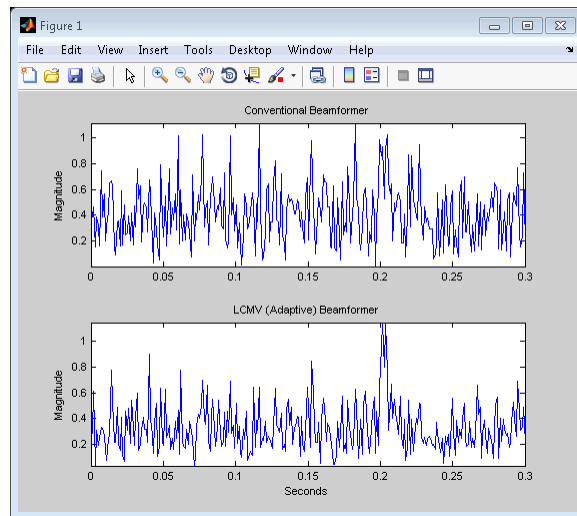 Figure 1
File Edit View Insert Tools Desktop Window Help
Conventional Beamformer
Magnitude
1
0.8
0.6
0.4
0.2
0 0.05 0.1 0.15 0.2 0.25 0.3
LCMV (Adaptive) Beamformer
Magnitude
1
0.8
0.6
0.4
0.2
0 0.05 0.1 0.15 0.2 0.25 0.3
Seconds